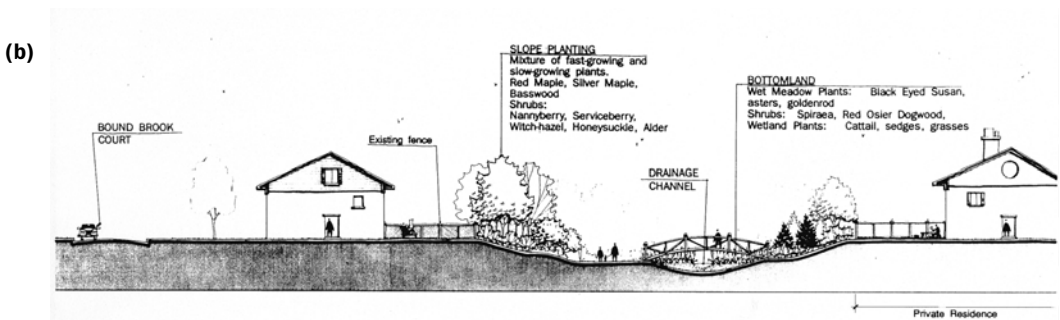 (b)
SLOPE PLANTING
Mixture of fast-growing and
slow-growing plants.
Red Maple, Silver Maple,
Basswood
Shrubs:
Nannyberry, Serviceberry,
Witch-hazel, Honeysuckle, Alder
BOTTOMLAND
Wet Meadow Plants: Black Eyed Susan,
asters, goldenrod
Shrubs: Spiraea, Red Osier Dogwood,
Wetland Plants: Cattail, sedges, grasses
BOUND BROOK
COURT
Existing fence
DRAINAGE
CHANNEL
Private Residence